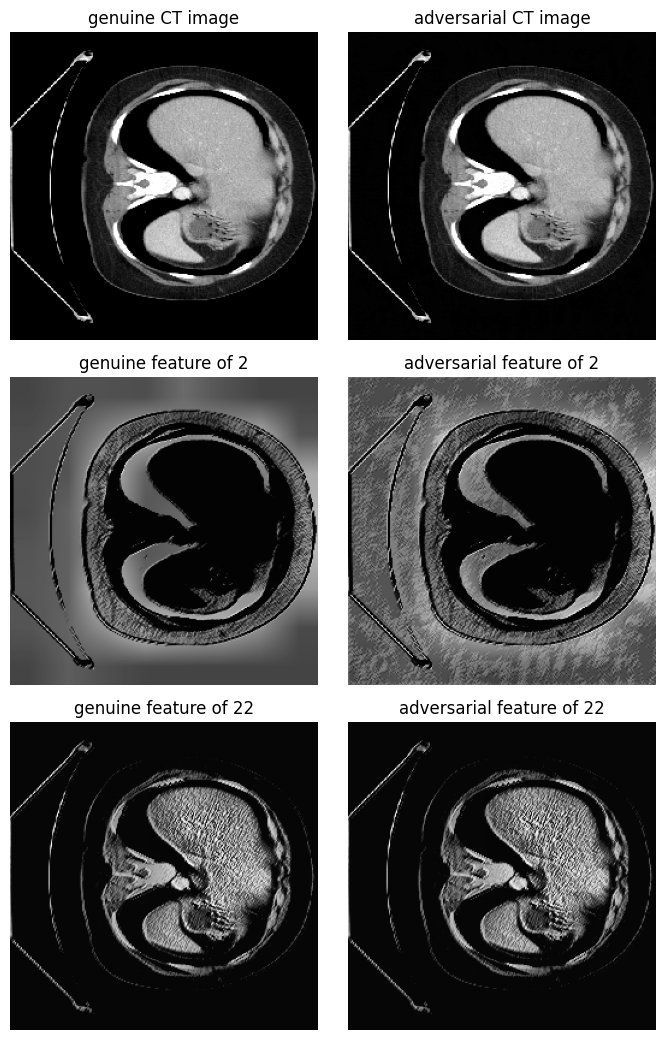 genuine CT image
adversarial CT image
genuine feature of 2
adversarial feature of 2
genuine feature of 22
adversarial feature of 22